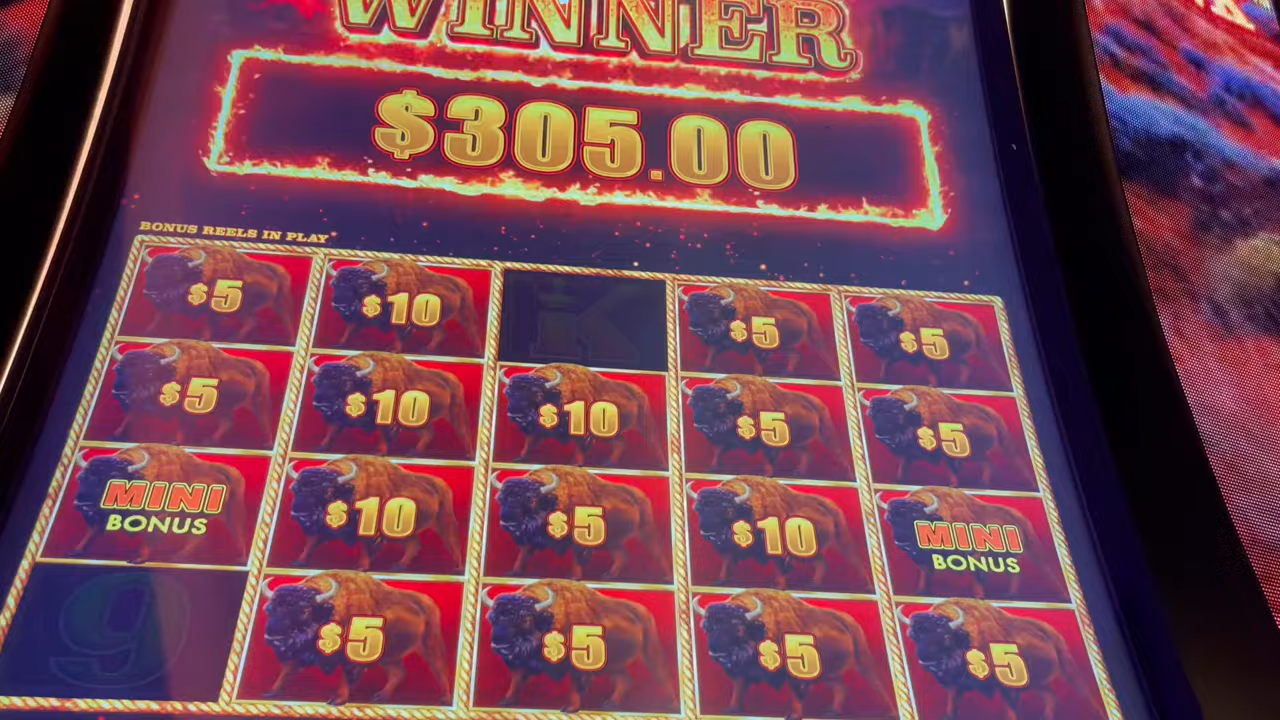 WINNER
$305.00
BONUS REELS IN PLAY
$5 $10 K $5 $5
$5 $10 $10 $5 $5
MINI BONUS $10 $5 $10 MINI BONUS
9 $5 $5 $5 $5